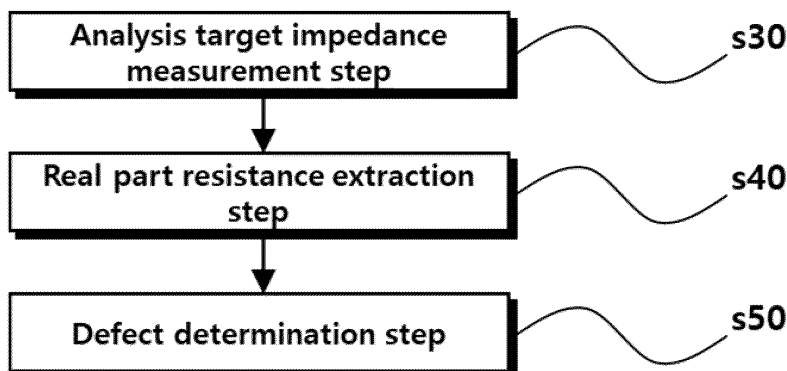 Analysis target impedance
measurement step
s30
Real part resistance extraction
step
s40
Defect determination step
s50